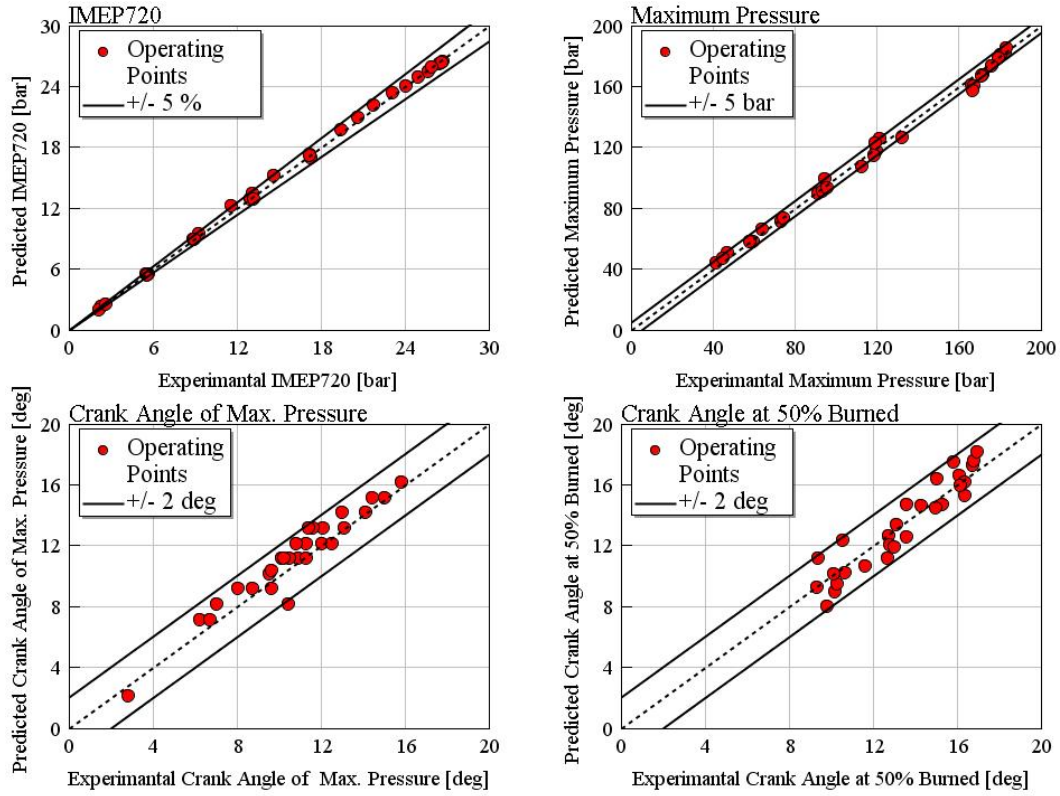 IMEP720
Operating
Points
+/- 5 %
Predicted IMEP720 [bar]
30
24
18
12
6
0
0 6 12 18 24 30
Experimantal IMEP720 [bar]
Maximum Pressure
Operating
Points
+/- 5 bar
Predicted Maximum Pressure [bar]
200
160
120
80
40
0
40 80 120 160 200
Experimantal Maximum Pressure [bar]
Crank Angle of Max. Pressure
Operating
Points
+/- 2 deg
Predicted Crank Angle of Max. Pressure [deg]
20
16
12
8
4
0
0 4 8 12 16 20
Experimantal Crank Angle of Max. Pressure [deg]
Crank Angle at 50% Burned
Operating
Points
+/- 2 deg
Predicted Crank Angle at 50% Burned [deg]
20
16
12
8
4
0
0 4 8 12 16 20
Experimantal Crank Angle at 50% Burned [deg]